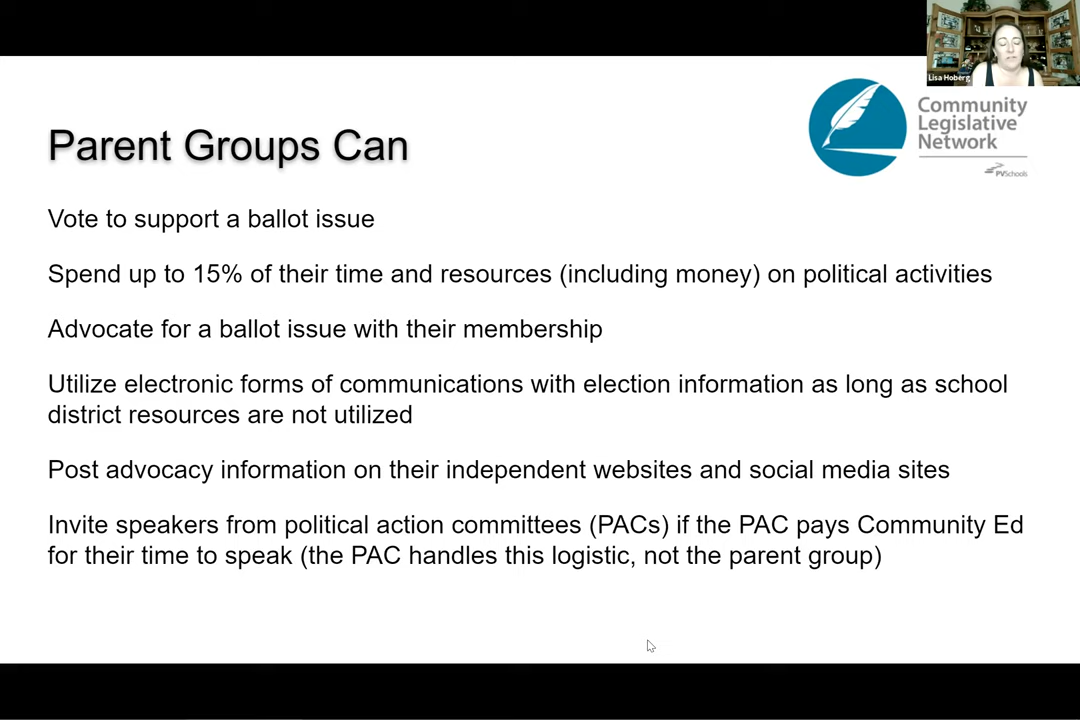 Lisa Hoberg
Community
Legislative
Network
PVSchools
Parent Groups Can
Vote to support a ballot issue
Spend up to 15% of their time and resources (including money) on political activities
Advocate for a ballot issue with their membership
Utilize electronic forms of communications with election information as long as school
district resources are not utilized
Post advocacy information on their independent websites and social media sites
Invite speakers from political action committees (PACs) if the PAC pays Community Ed
for their time to speak (the PAC handles this logistic, not the parent group)